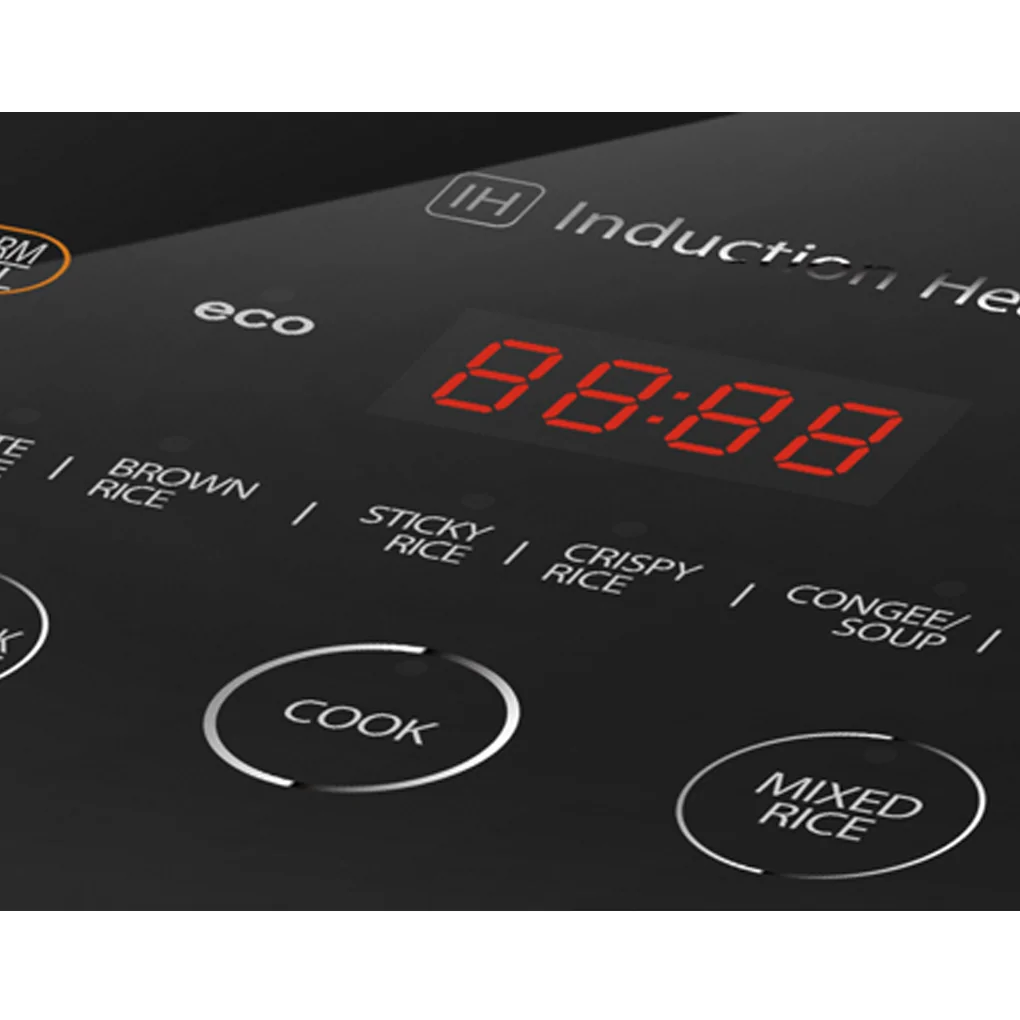 IH Induction
eco
88:88
BROWN RICE | STICKY RICE | CRISPY RICE | CONGEE/ SOUP |
COOK
MIXED
RICE